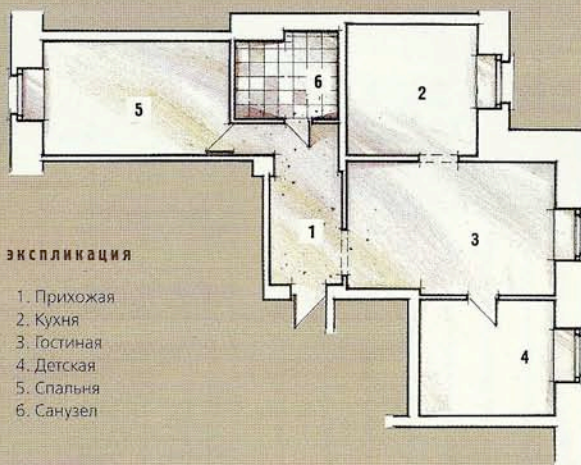 5
6
2
1
3
4
экспликация
1. Прихожая
2. Кухня
3. Гостиная
4. Детская
5. Спальня
6. Санузел